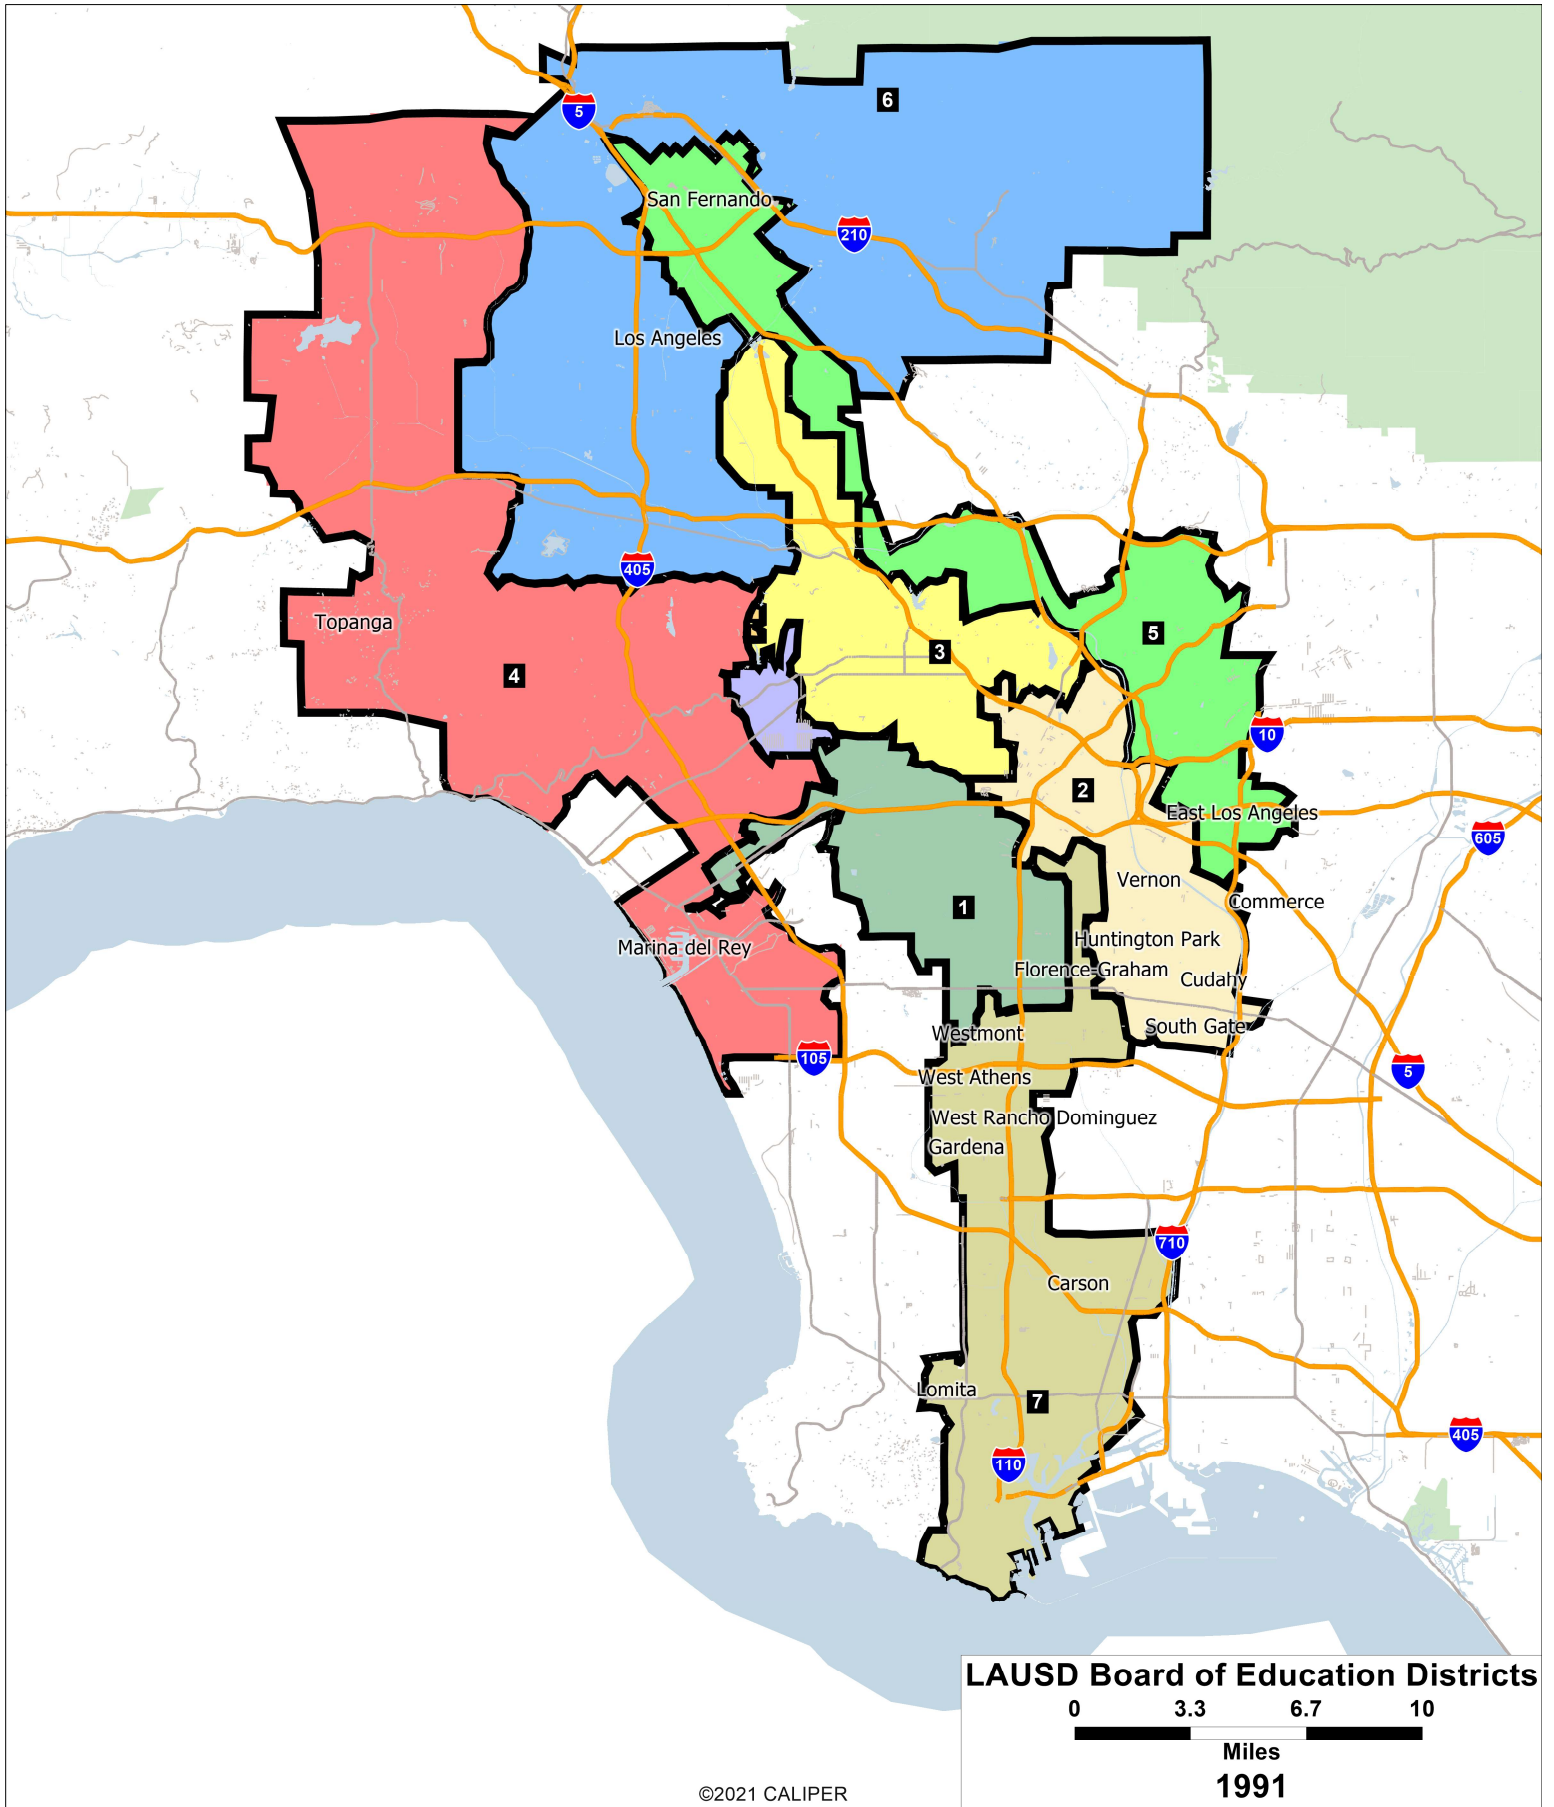 6
5
San Fernando
210
Los Angeles
405
Topanga
5
3
4
10
2
East Los Angeles
605
Vernon
Commerce
1
Huntington Park
Marina del Rey
Florence-Graham
Cudahy
South Gate
Westmont
105
5
West Athens
West Rancho Dominguez
Gardena
710
Carson
Lomita
7
405
110
LAUSD Board of Education Districts
0 3.3 6.7 10
Miles
1991
©2021 CALIPER